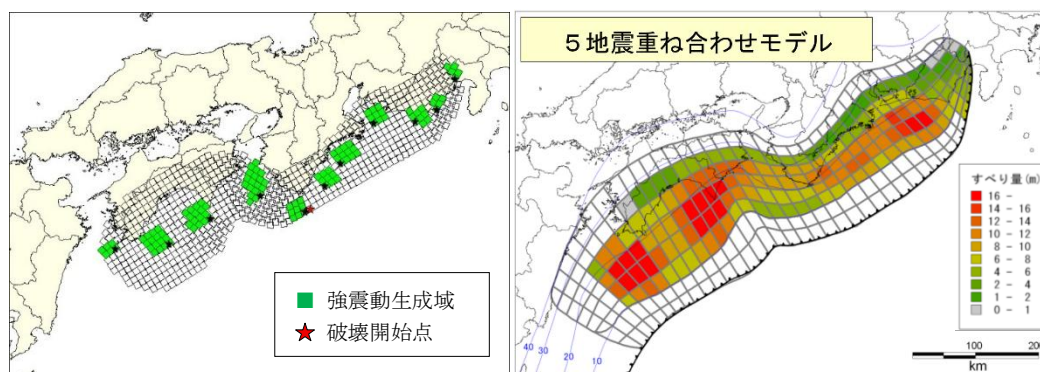 強震動生成域
破壊開始点
５地震重ね合わせモデル
すべり量(m)
16 -
14 - 16
12 - 14
10 - 12
8 - 10
6 - 8
4 - 6
2 - 4
1 - 2
0 - 1
40
30
20
10
100
200
km